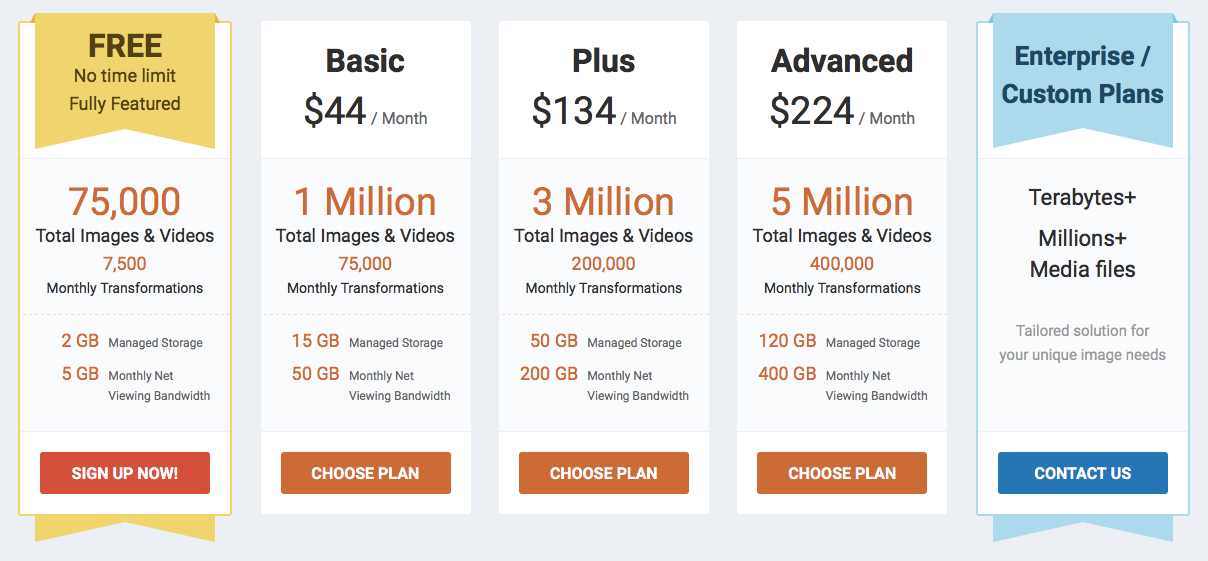 FREE
No time limit
Fully Featured
75,000
Total Images & Videos
7,500
Monthly Transformations
2 GB Managed Storage
5 GB Monthly Net
Viewing Bandwidth
SIGN UP NOW!
Basic
$44 / Month
1 Million
Total Images & Videos
75,000
Monthly Transformations
15 GB Managed Storage
50 GB Monthly Net
Viewing Bandwidth
CHOOSE PLAN
Plus
$134 / Month
3 Million
Total Images & Videos
200,000
Monthly Transformations
50 GB Managed Storage
200 GB Monthly Net
Viewing Bandwidth
CHOOSE PLAN
Advanced
$224 / Month
5 Million
Total Images & Videos
400,000
Monthly Transformations
120 GB Managed Storage
400 GB Monthly Net
Viewing Bandwidth
CHOOSE PLAN
Enterprise /
Custom Plans
Terabytes+
Millions+
Media files
Tailored solution for
your unique image needs
CONTACT US